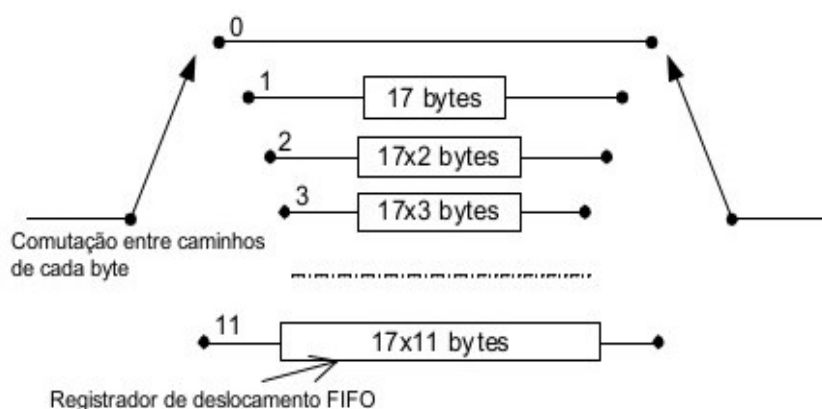 0
1
17 bytes
2
17x2 bytes
3
17x3 bytes
Comutação entre caminhos
de cada byte
11
17x11 bytes
Registrador de deslocamento FIFO